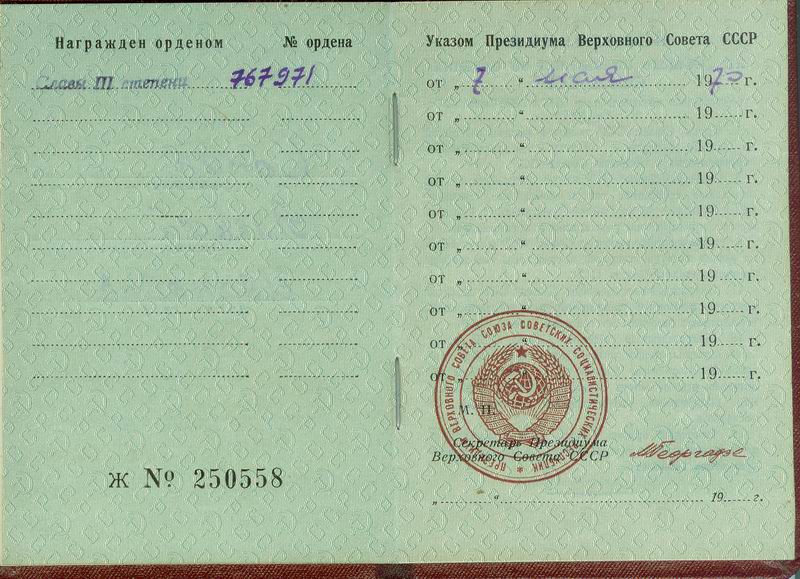 Награжден орденом № ордена
Славы III степени 767971
Ж № 250558
Указом Президиума Верховного Совета СССР
от „ 7 “ мая 1970 г.
от „ “ 19 г.
от „ “ 19 г.
от „ “ 19 г.
от „ “ 19 г.
от „ “ 19 г.
от „ “ 19 г.
от „ “ 19 г.
от „ “ 19 г.
от „ “ 19 г.
ПРЕЗИДИУМ ВЕРХОВНОГО СОВЕТА СОЮЗА СОВЕТСКИХ СОЦИАЛИСТИЧЕСКИХ РЕСПУБЛИК
М. П.
Секретарь Президиума
Верховного Совета СССР МГеоргадзе
„ “ 19 г.